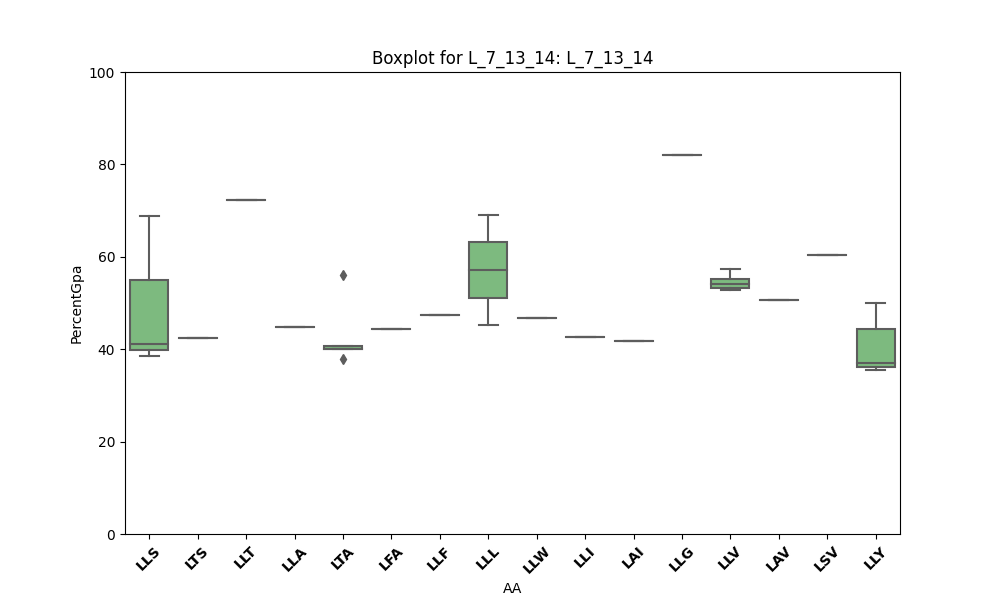 Boxplot for L_7_13_14: L_7_13_14
PercentGpa
100
80
60
40
20
0
LLS LTS LLT LLA LTA LFA LLF LLL LLW LLI LAI LLG LLV LAV LSV LLY
AA